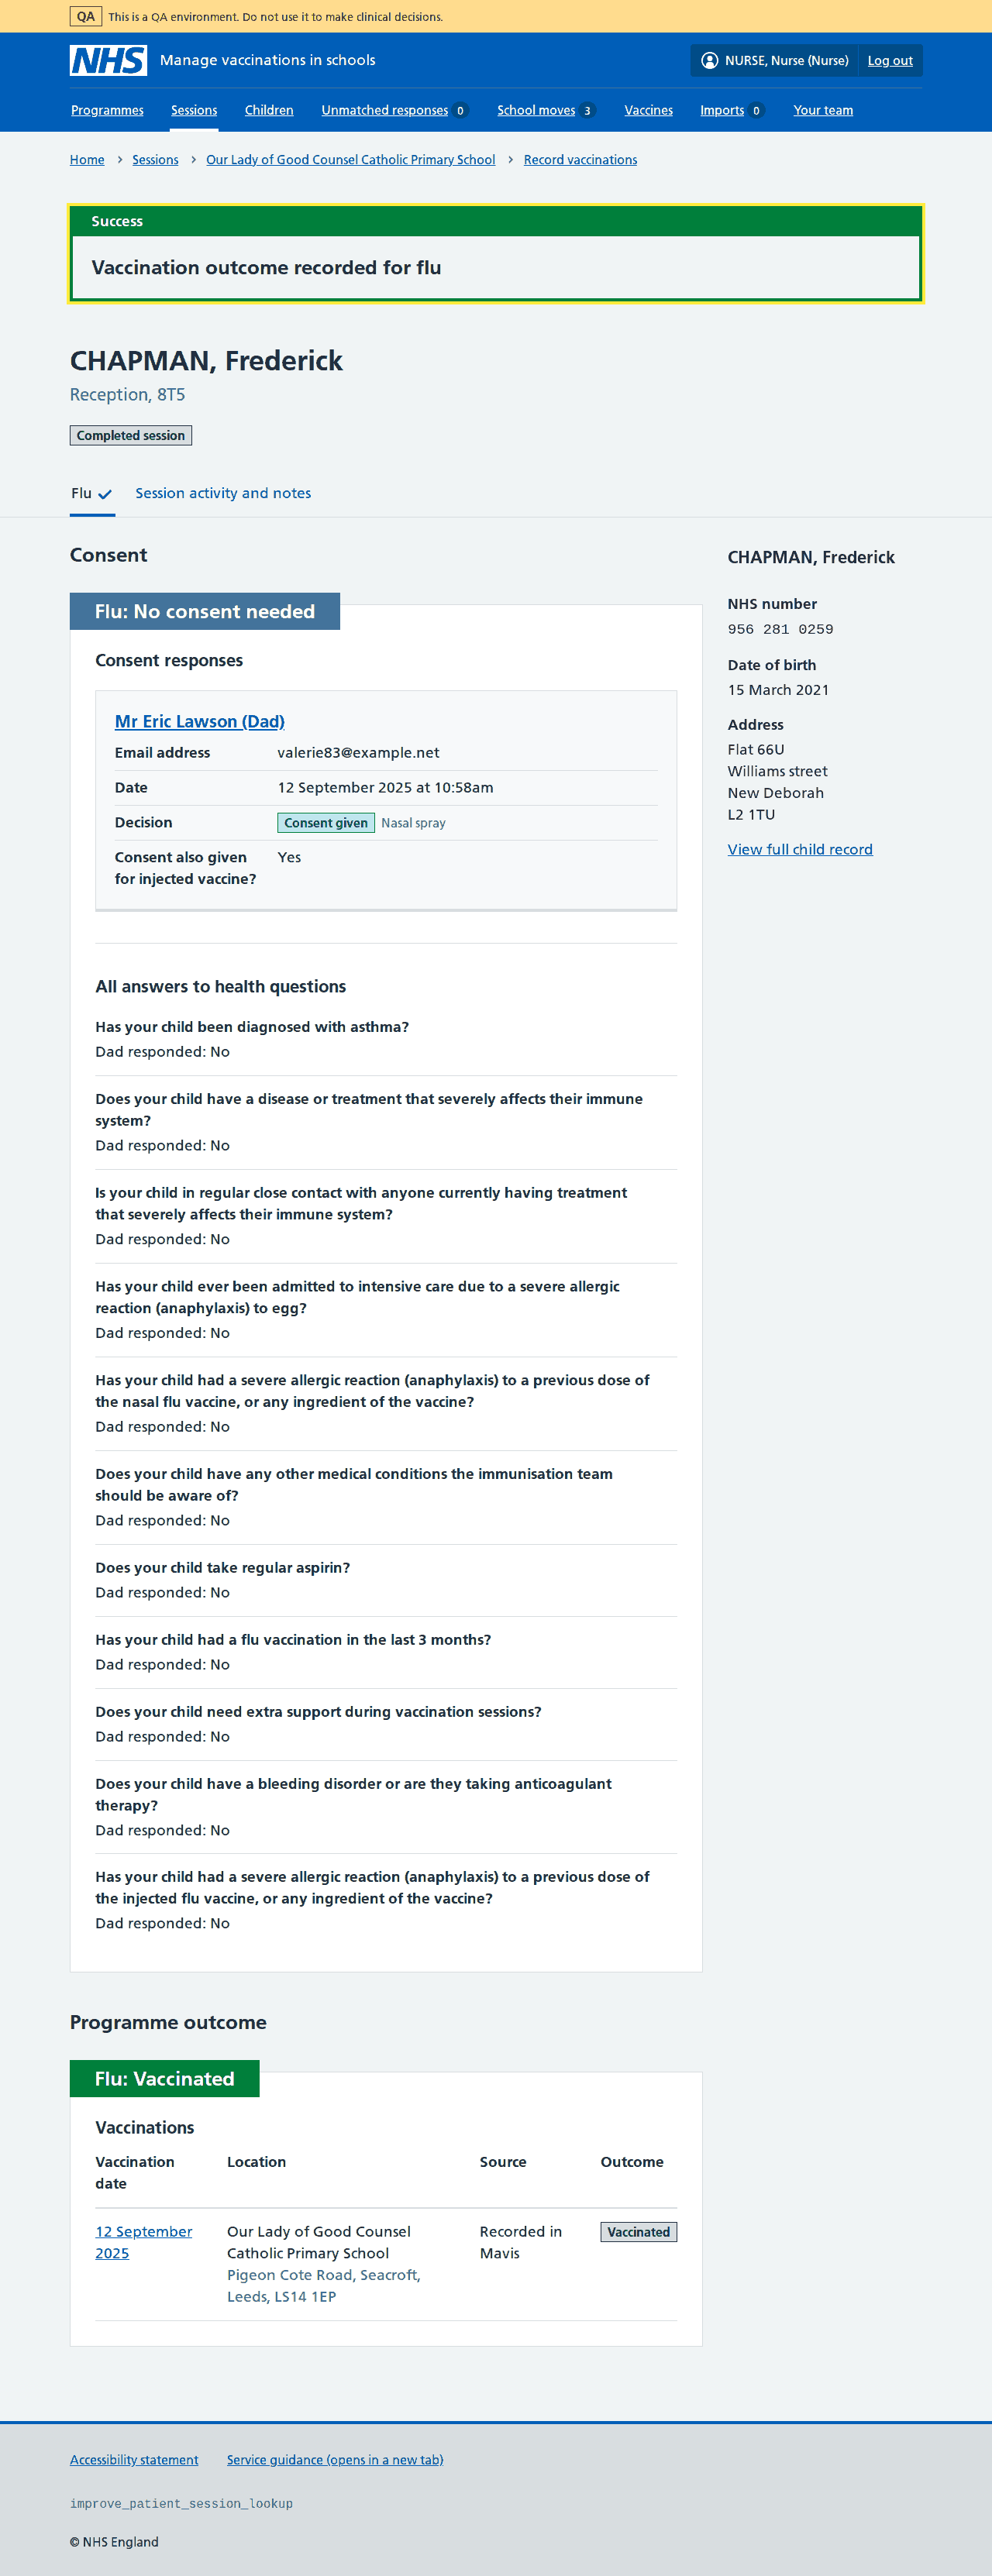 QA This is a QA environment. Do not use it to make clinical decisions.
NHS Manage vaccinations in schools NURSE, Nurse (Nurse) Log out
Programmes Sessions Children Unmatched responses 0 School moves 3 Vaccines Imports 0 Your team
Home Sessions Our Lady of Good Counsel Catholic Primary School Record vaccinations
Success
Vaccination outcome recorded for flu
CHAPMAN, Frederick
Reception, 8T5
Completed session
Flu Session activity and notes
Consent
Flu: No consent needed
Consent responses
Mr Eric Lawson (Dad)
Email address valerie83@example.net
Date 12 September 2025 at 10:58am
Decision Consent given Nasal spray
Consent also given Yes
for injected vaccine?
All answers to health questions
Has your child been diagnosed with asthma?
Dad responded: No
Does your child have a disease or treatment that severely affects their immune
system?
Dad responded: No
Is your child in regular close contact with anyone currently having treatment
that severely affects their immune system?
Dad responded: No
Has your child ever been admitted to intensive care due to a severe allergic
reaction (anaphylaxis) to egg?
Dad responded: No
Has your child had a severe allergic reaction (anaphylaxis) to a previous dose of
the nasal flu vaccine, or any ingredient of the vaccine?
Dad responded: No
Does your child have any other medical conditions the immunisation team
should be aware of?
Dad responded: No
Does your child take regular aspirin?
Dad responded: No
Has your child had a flu vaccination in the last 3 months?
Dad responded: No
Does your child need extra support during vaccination sessions?
Dad responded: No
Does your child have a bleeding disorder or are they taking anticoagulant
therapy?
Dad responded: No
Has your child had a severe allergic reaction (anaphylaxis) to a previous dose of
the injected flu vaccine, or any ingredient of the vaccine?
Dad responded: No
CHAPMAN, Frederick
NHS number
956 281 0259
Date of birth
15 March 2021
Address
Flat 66U
Williams street
New Deborah
L2 1TU
View full child record
Programme outcome
Flu: Vaccinated
Vaccinations
Vaccination Location Source Outcome
date
12 September Our Lady of Good Counsel Recorded in Vaccinated
2025 Catholic Primary School Mavis
Pigeon Cote Road, Seacroft,
Leeds, LS14 1EP
Accessibility statement Service guidance (opens in a new tab)
improve_patient_session_lookup
© NHS England